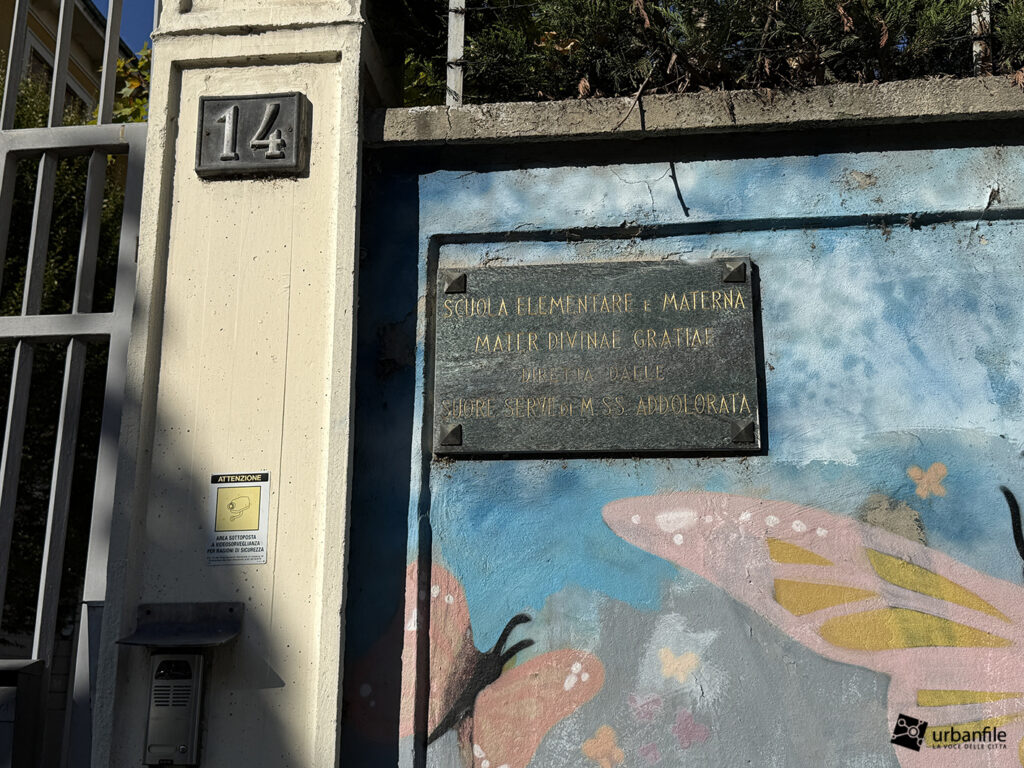 14
SCUOLA ELEMENTARE E MATERNA
MATER DIVINAE GRATIAE
DIRETTA DALLE
SUORE SERVE DI M. SS. ADDOLORATA
ATTENZIONE
AREA SOTTOPOSTA
A VIDEOSORVEGLIANZA
PER RAGIONI DI SICUREZZA
urbanfile
LA VOCE DELLE CITTÀ